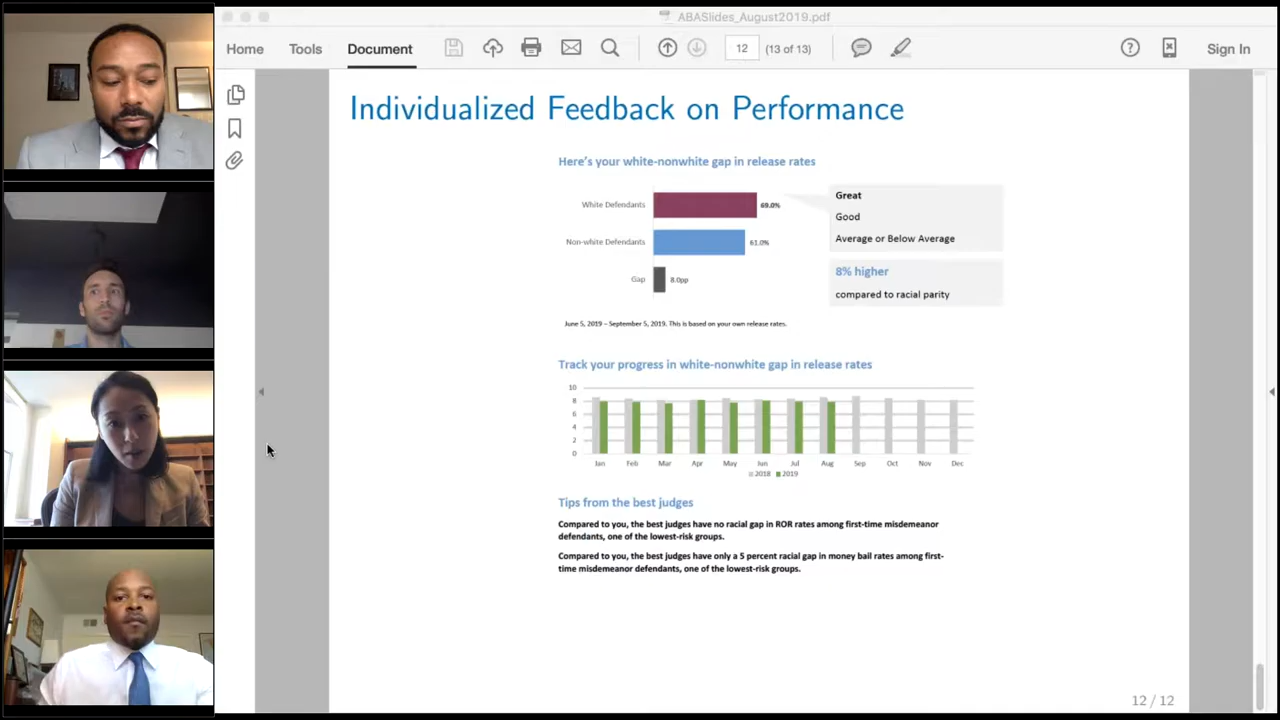 ABASlides_August2019.pdf
Home Tools Document 12 (13 of 13) Sign In
Individualized Feedback on Performance
Here's your white-nonwhite gap in release rates
White Defendants 69.0%
Non-white Defendants 61.0%
Gap 8.0pp
Great
Good
Average or Below Average
8% higher
compared to racial parity
June 5, 2019 – September 5, 2019. This is based on your own release rates.
Track your progress in white-nonwhite gap in release rates
10
8
6
4
2
0
Jan Feb Mar Apr May Jun Jul Aug Sep Oct Nov Dec
2018 2019
Tips from the best judges
Compared to you, the best judges have no racial gap in ROR rates among first-time misdemeanor
defendants, one of the lowest-risk groups.
Compared to you, the best judges have only a 5 percent racial gap in money bail rates among first-
time misdemeanor defendants, one of the lowest-risk groups.
12 / 12